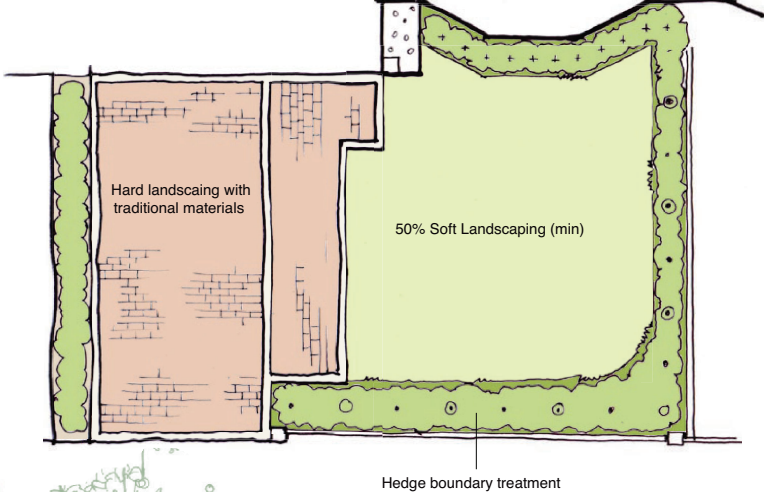 Hard landscaing with
traditional materials
50% Soft Landscaping (min)
Hedge boundary treatment